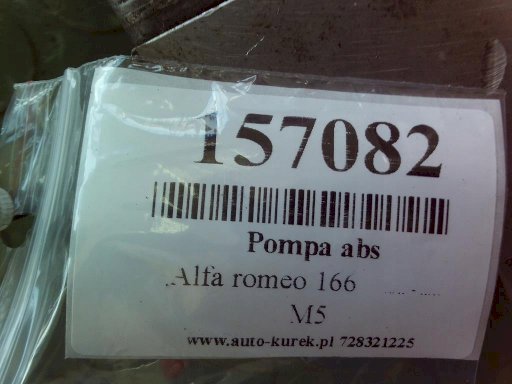 157082
Pompa abs
Alfa romeo 166
M5
www.auto-kurek.pl 728321225